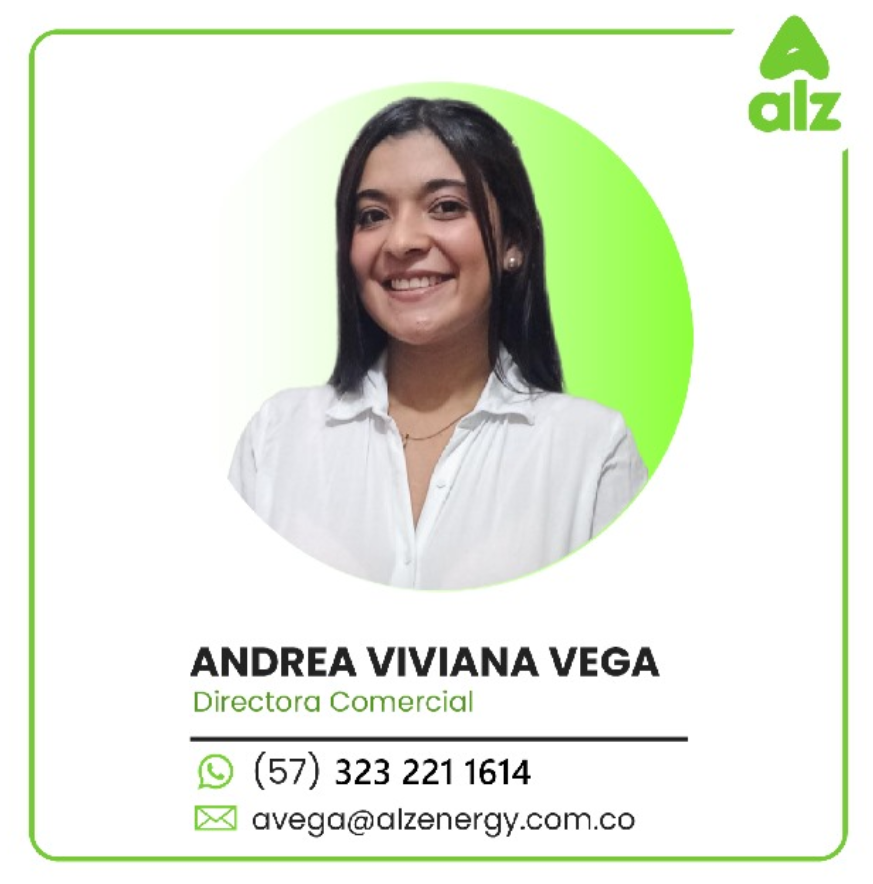 alz
ANDREA VIVIANA VEGA
Directora Comercial
(57) 323 221 1614
avega@alzenergy.com.co